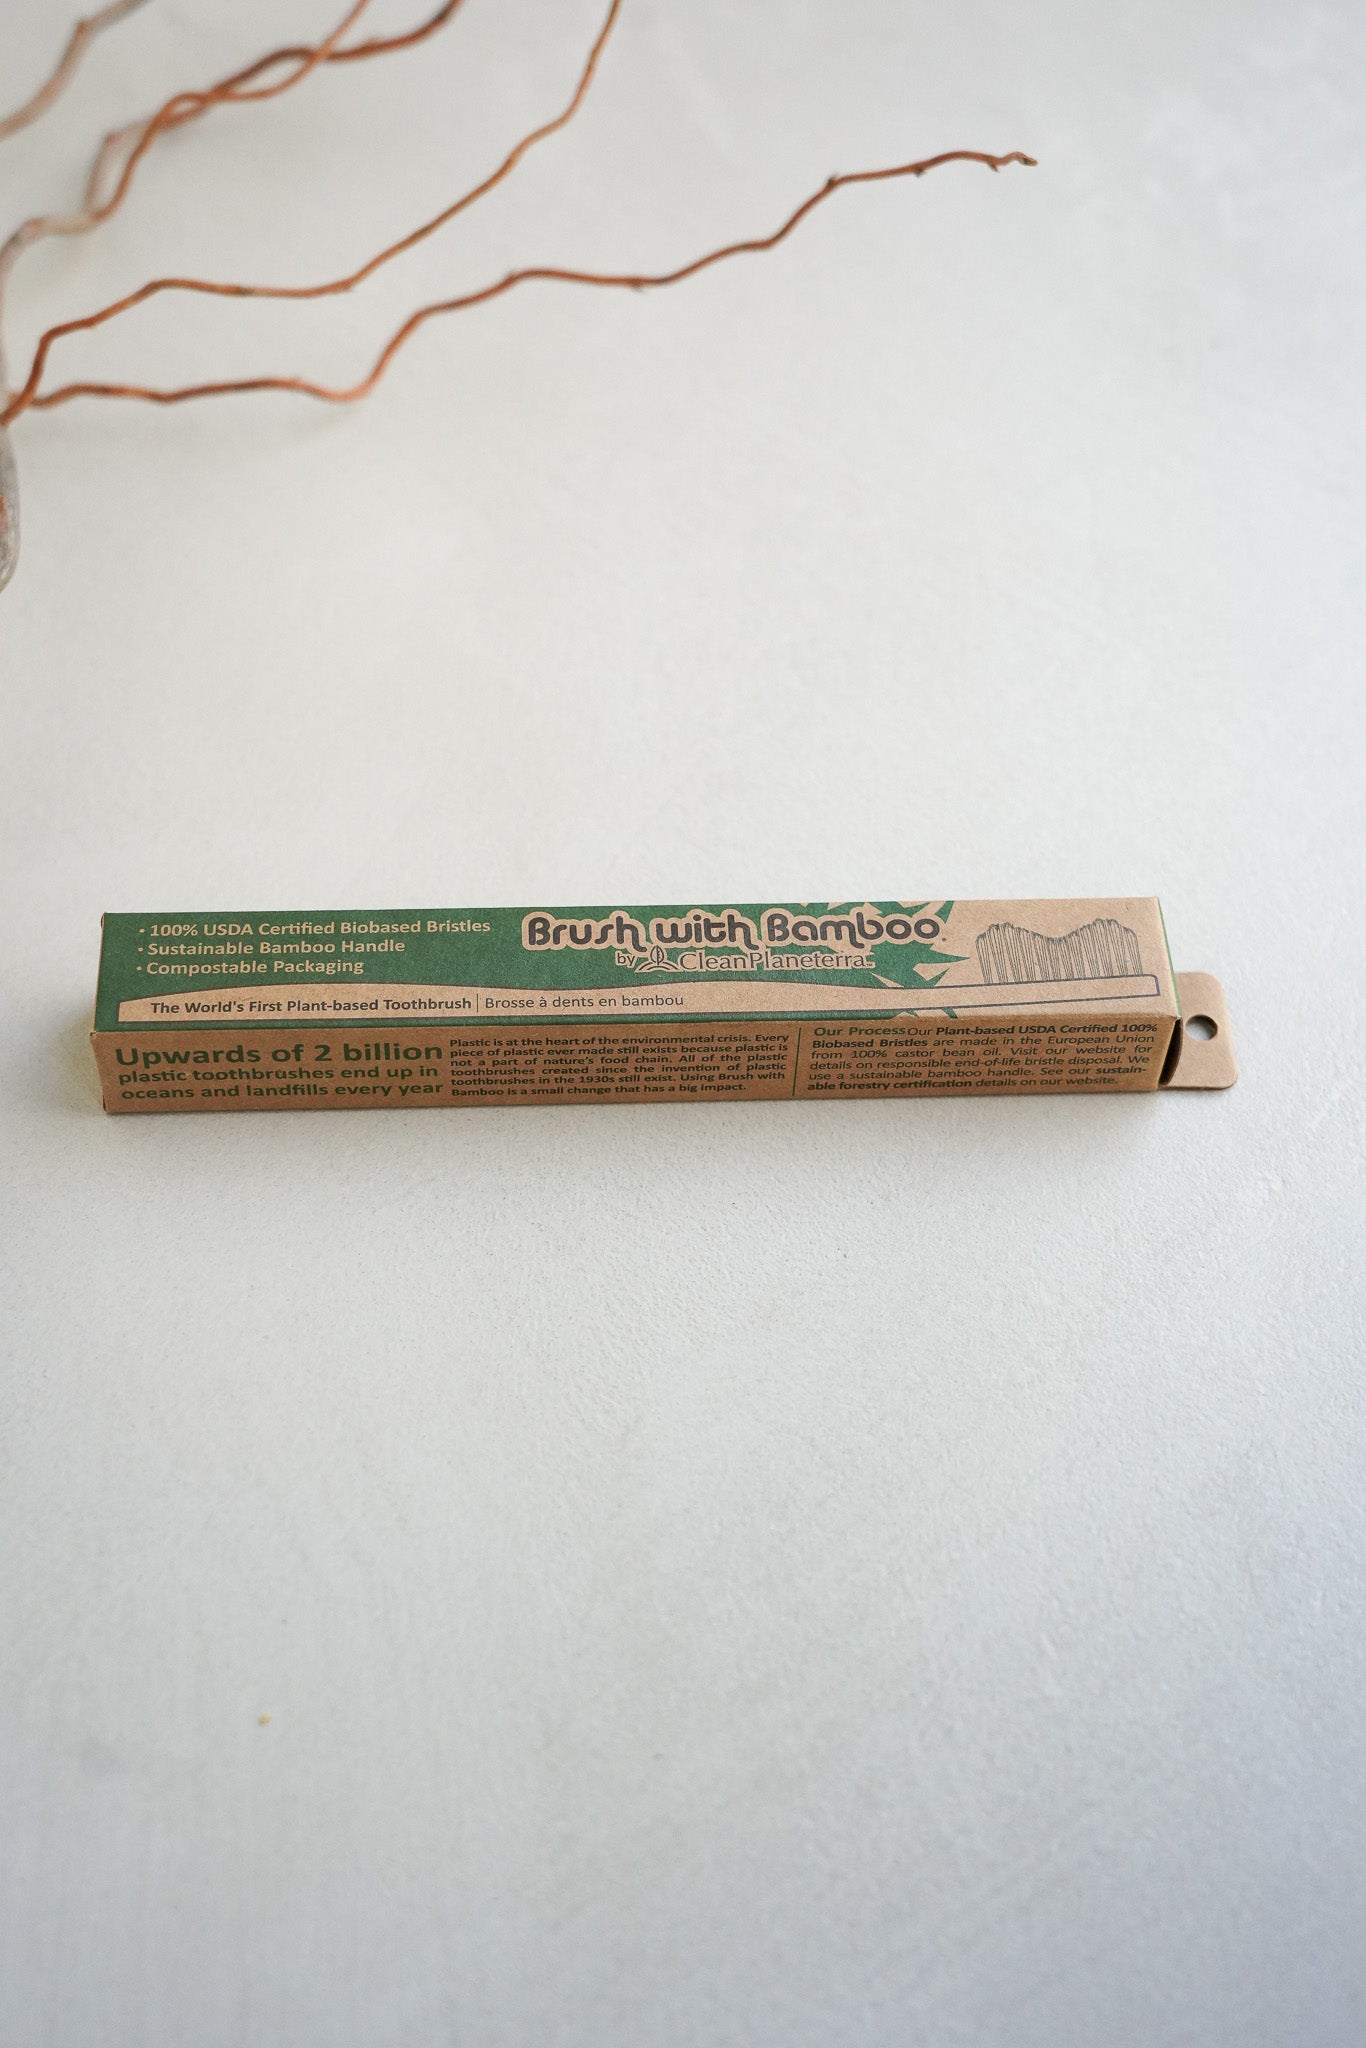 • 100% USDA Certified Biobased Bristles
• Sustainable Bamboo Handle
• Compostable Packaging
Brush with Bamboo
by CleanPlaneterra™
The World's First Plant-based Toothbrush | Brosse à dents en bambou
Upwards of 2 billion
plastic toothbrushes end up in
oceans and landfills every year
Plastic is at the heart of the environmental crisis. Every
piece of plastic ever made still exists because plastic is
not a part of nature's food chain. All of the plastic
toothbrushes created since the invention of plastic
toothbrushes in the 1930s still exist. Using Brush with
Bamboo is a small change that has a big impact.
Our Process Our Plant-based USDA Certified 100%
Biobased Bristles are made in the European Union
from 100% castor bean oil. Visit our website for
details on responsible end-of-life bristle disposal. We
use a sustainable bamboo handle. See our sustain-
able forestry certification details on our website.